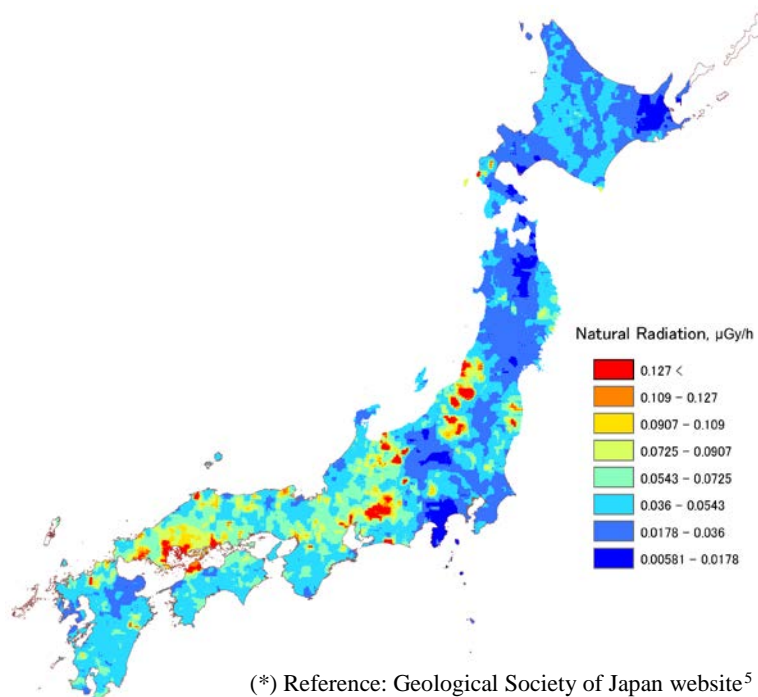 Natural Radiation, μGy/h
0.127 <
0.109 - 0.127
0.0907 - 0.109
0.0725 - 0.0907
0.0543 - 0.0725
0.036 - 0.0543
0.0178 - 0.036
0.00581 - 0.0178
(*) Reference: Geological Society of Japan website⁵